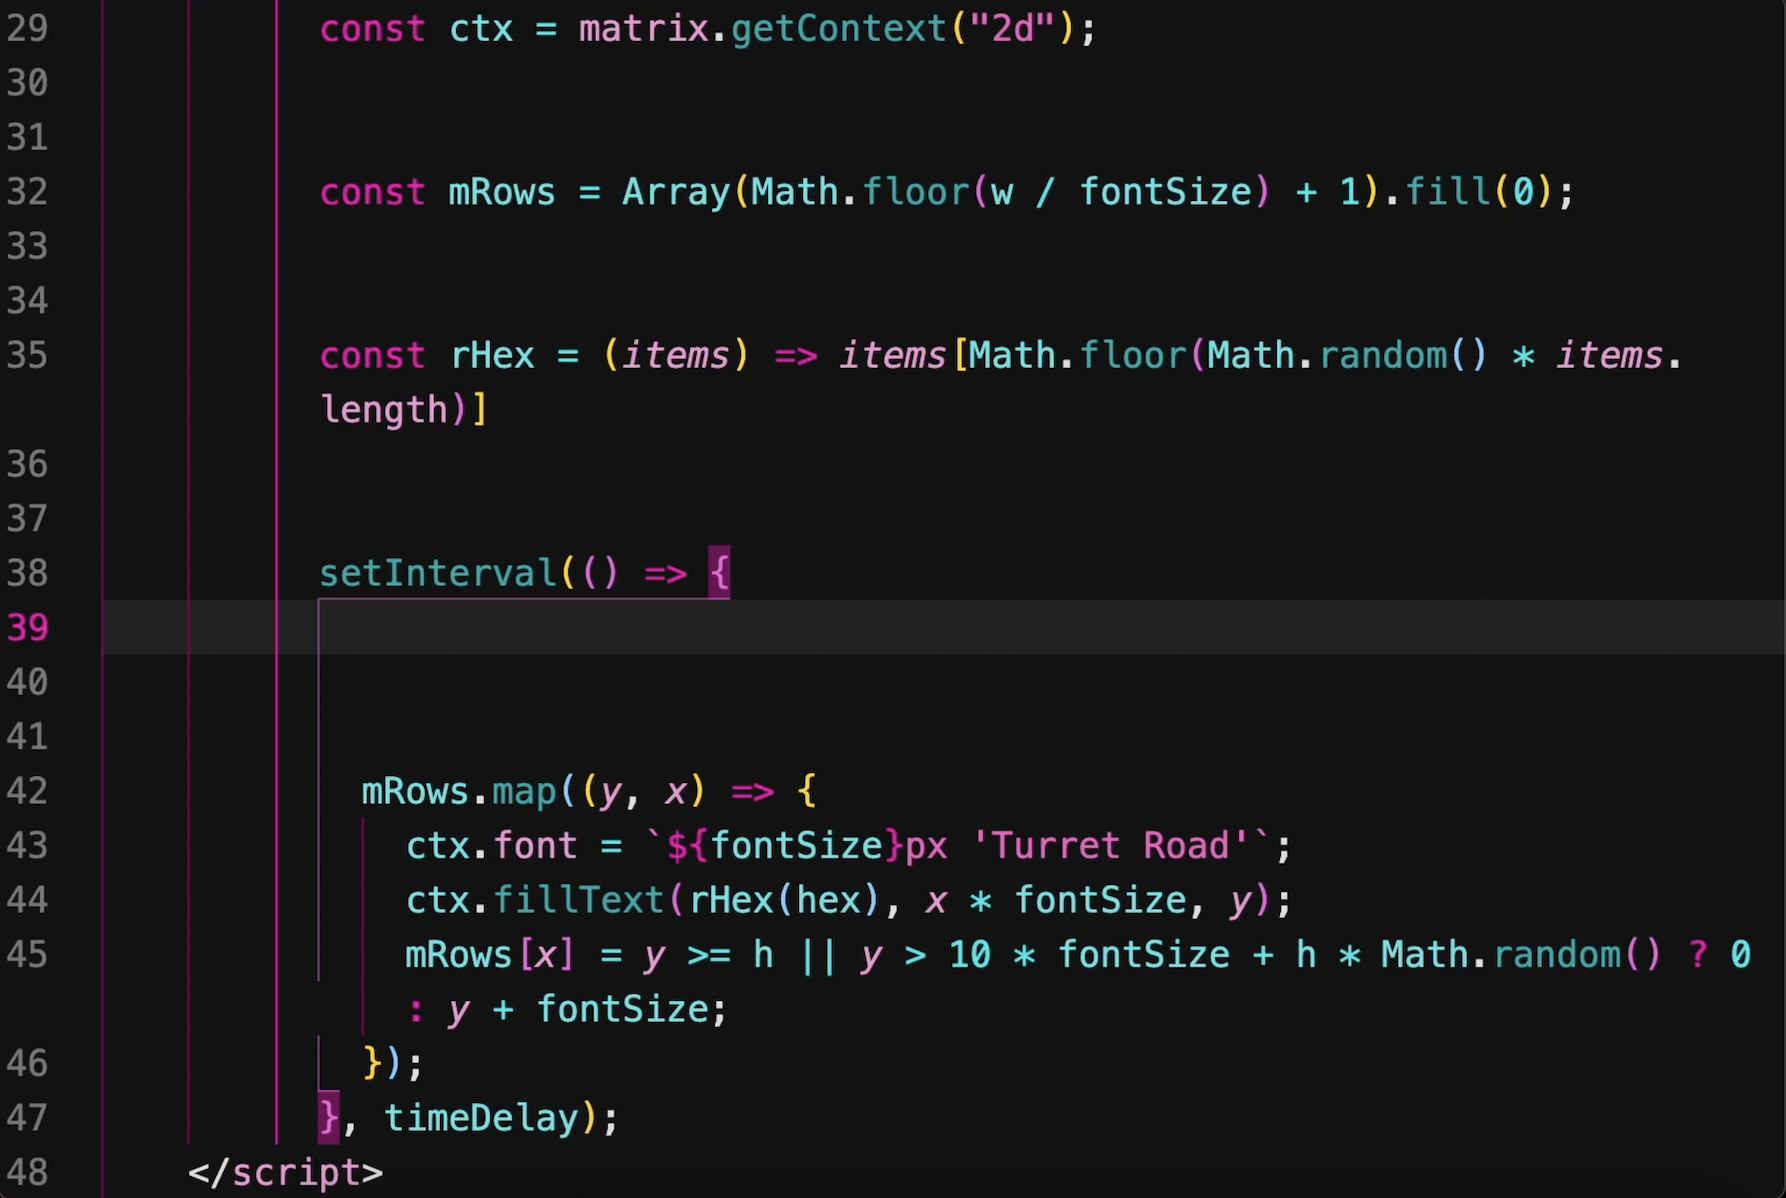 29 const ctx = matrix.getContext("2d");
30
31
32 const mRows = Array(Math.floor(w / fontSize) + 1).fill(0);
33
34
35 const rHex = (items) => items[Math.floor(Math.random() * items.
length)]
36
37
38 setInterval(() => {
39
40
41
42 mRows.map((y, x) => {
43 ctx.font = `${fontSize}px 'Turret Road'`;
44 ctx.fillText(rHex(hex), x * fontSize, y);
45 mRows[x] = y >= h || y > 10 * fontSize + h * Math.random() ? 0
: y + fontSize;
46 });
47 }, timeDelay);
48 </script>